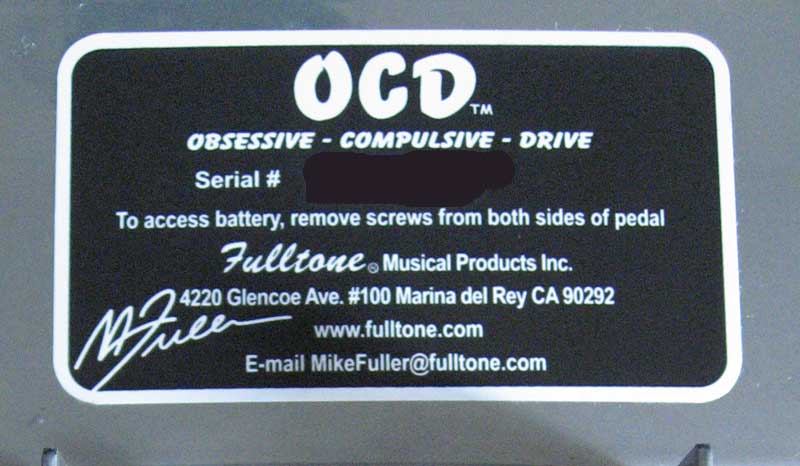 OCD™
OBSESSIVE - COMPULSIVE - DRIVE
Serial #
To access battery, remove screws from both sides of pedal
Fulltone® Musical Products Inc.
4220 Glencoe Ave. #100 Marina del Rey CA 90292
M Fuller
www.fulltone.com
E-mail MikeFuller@fulltone.com